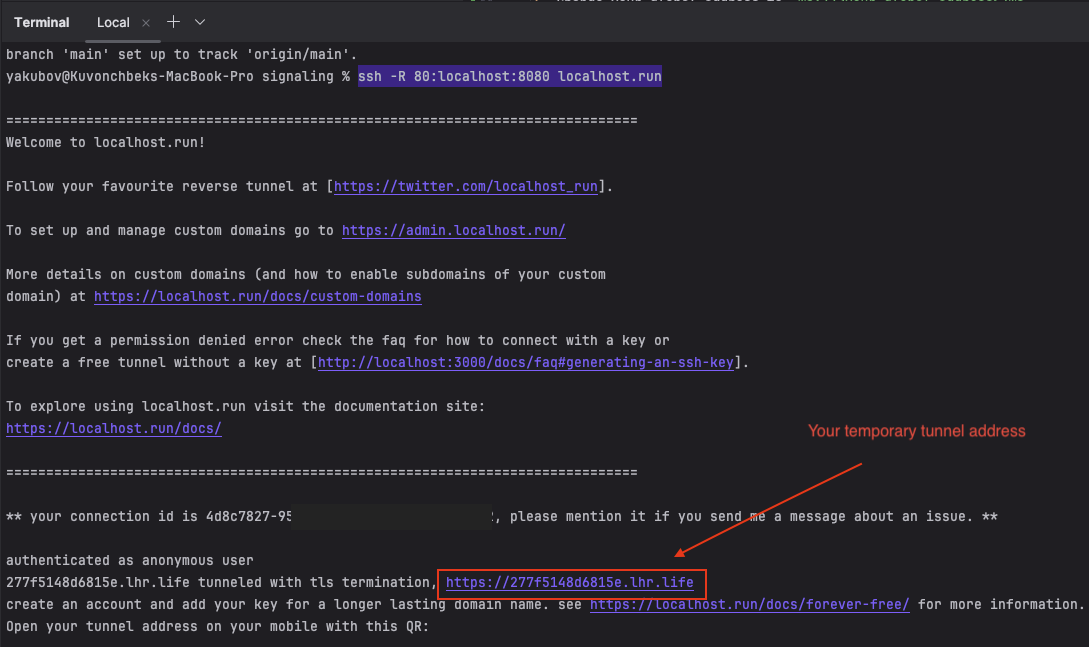 Terminal Local × +
branch 'main' set up to track 'origin/main'.
yakubov@Kuvonchbeks-MacBook-Pro signaling % ssh -R 80:localhost:8080 localhost.run
===============================================================================
Welcome to localhost.run!
Follow your favourite reverse tunnel at [https://twitter.com/localhost_run].
To set up and manage custom domains go to https://admin.localhost.run/
More details on custom domains (and how to enable subdomains of your custom
domain) at https://localhost.run/docs/custom-domains
If you get a permission denied error check the faq for how to connect with a key or
create a free tunnel without a key at [http://localhost:3000/docs/faq#generating-an-ssh-key].
To explore using localhost.run visit the documentation site:
https://localhost.run/docs/
Your temporary tunnel address
===============================================================================
** your connection id is 4d8c7827-95 , please mention it if you send me a message about an issue. **
authenticated as anonymous user
277f5148d6815e.lhr.life tunneled with tls termination, https://277f5148d6815e.lhr.life
create an account and add your key for a longer lasting domain name. see https://localhost.run/docs/forever-free/ for more information.
Open your tunnel address on your mobile with this QR: